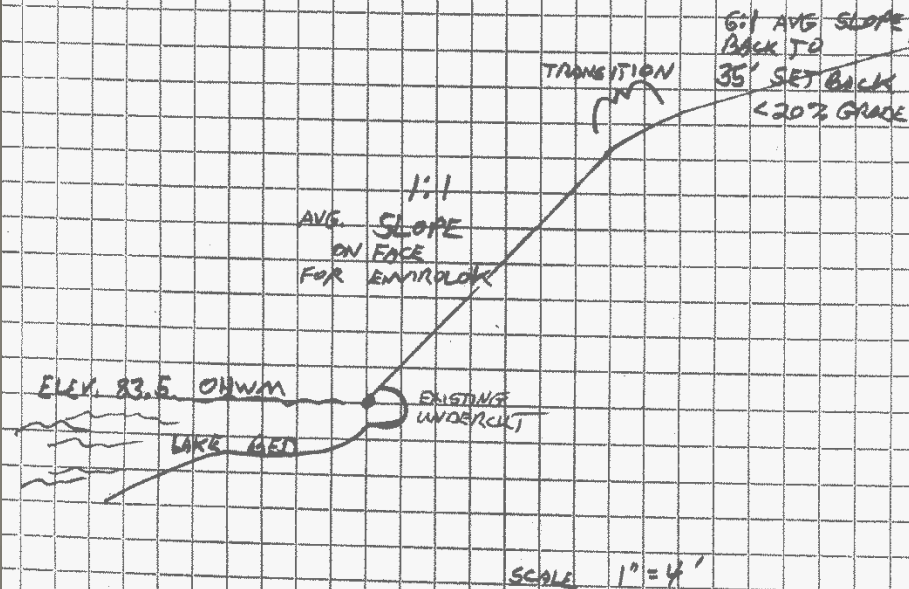 6:1 AVG SLOPE
BACK TO
35' SET BACK
<20% GRADE
TRANSITION
1:1
AVG. SLOPE
ON FACE
FOR ENVIROLOK
ELEV. 83.5 OHWM
EXISTING
UNDERCUT
LAKE BED
SCALE 1"=4'